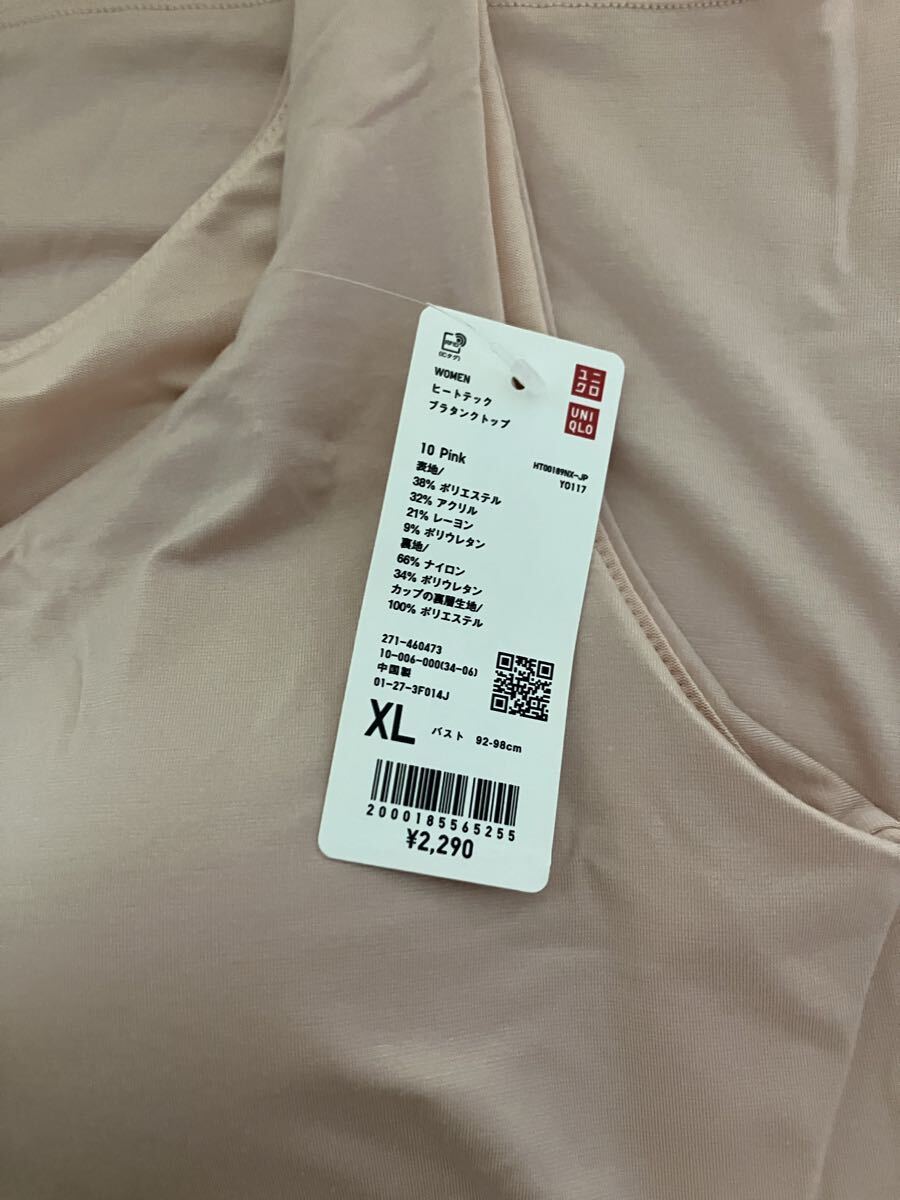 RFID
(ICタグ)
WOMEN
ヒートテック
ブラタンクトップ
ユニ
クロ
UNI
QLO
10 Pink
HT00189NX-JP
YO117
表地/
38% ポリエステル
32% アクリル
21% レーヨン
9% ポリウレタン
裏地/
66% ナイロン
34% ポリウレタン
カップの裏層生地/
100% ポリエステル
271-460473
10-006-000(34-06)
中国製
01-27-3F014J
XL バスト 92-98cm
2000185565255
¥2,290